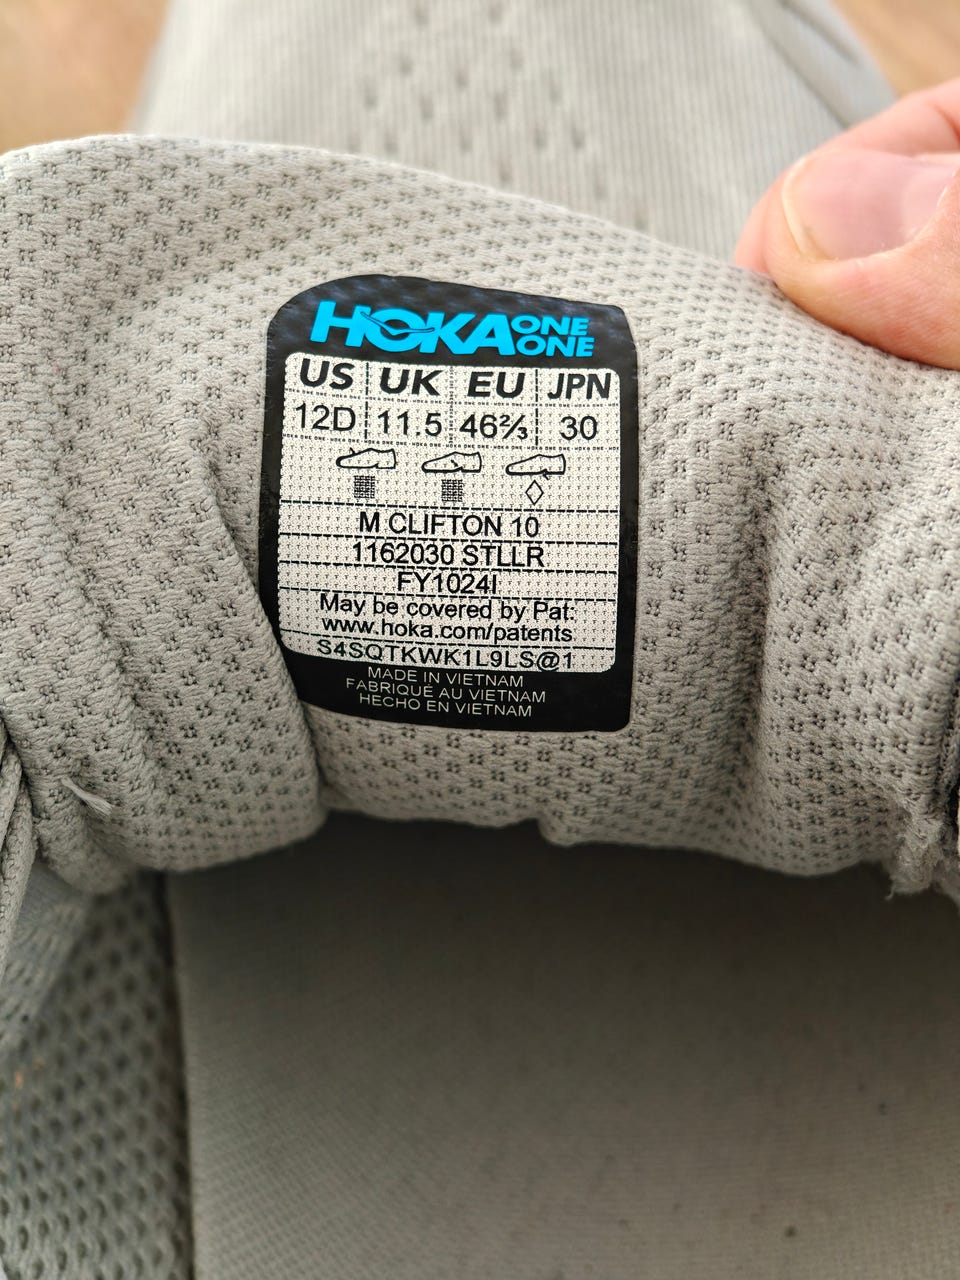 HOKA ONE ONE
US UK EU JPN
12D 11.5 46⅔ 30
M CLIFTON 10
1162030 STLLR
FY1024I
May be covered by Pat:
www.hoka.com/patents
S4SQTKWK1L9LS@1
MADE IN VIETNAM
FABRIQUÉ AU VIETNAM
HECHO EN VIETNAM